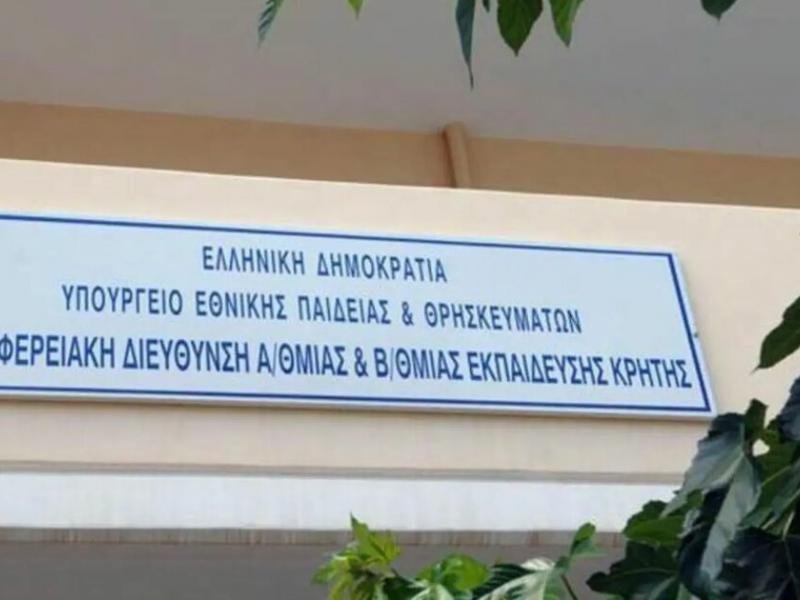 ΕΛΛΗΝΙΚΗ ΔΗΜΟΚΡΑΤΙΑ
ΥΠΟΥΡΓΕΙΟ ΕΘΝΙΚΗΣ ΠΑΙΔΕΙΑΣ & ΘΡΗΣΚΕΥΜΑΤΩΝ
ΦΕΡΕΙΑΚΗ ΔΙΕΥΘΥΝΣΗ Α/ΘΜΙΑΣ & Β/ΘΜΙΑΣ ΕΚΠΑΙΔΕΥΣΗΣ ΚΡΗΤΗΣ